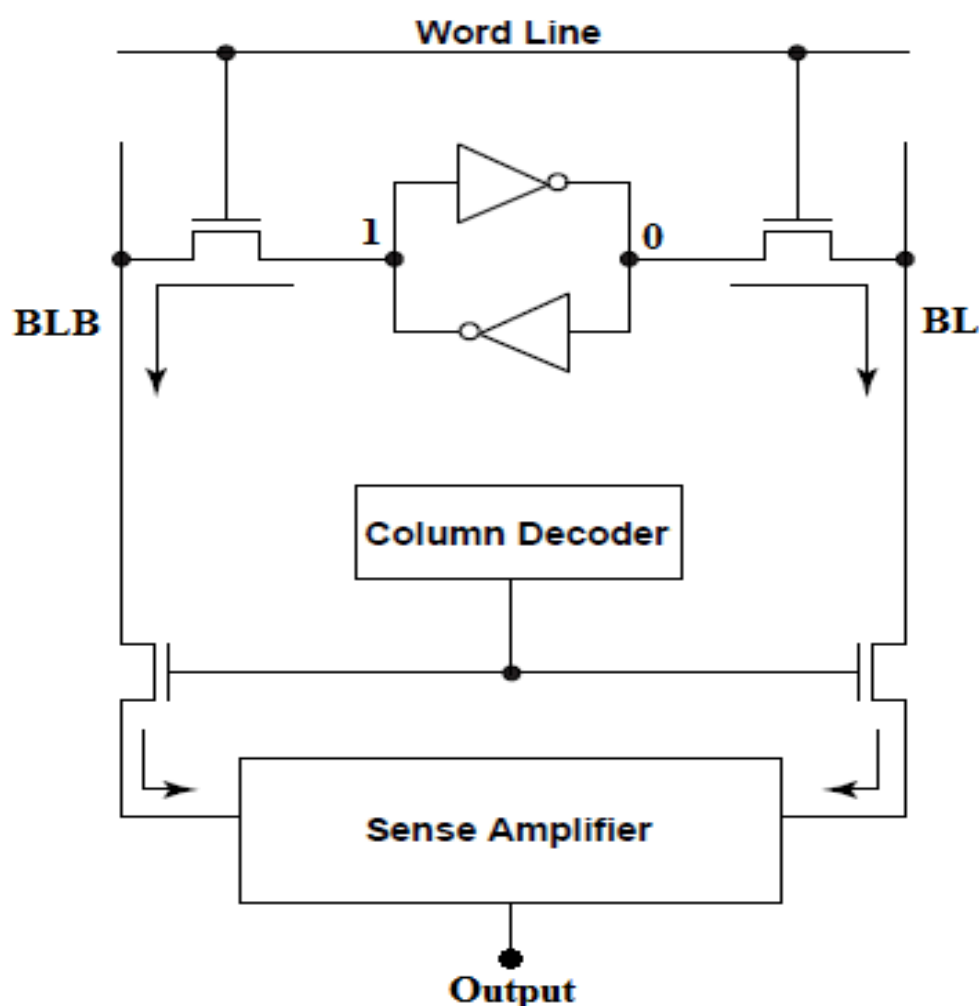 Word Line
1
0
BLB
BL
Column Decoder
Sense Amplifier
Output